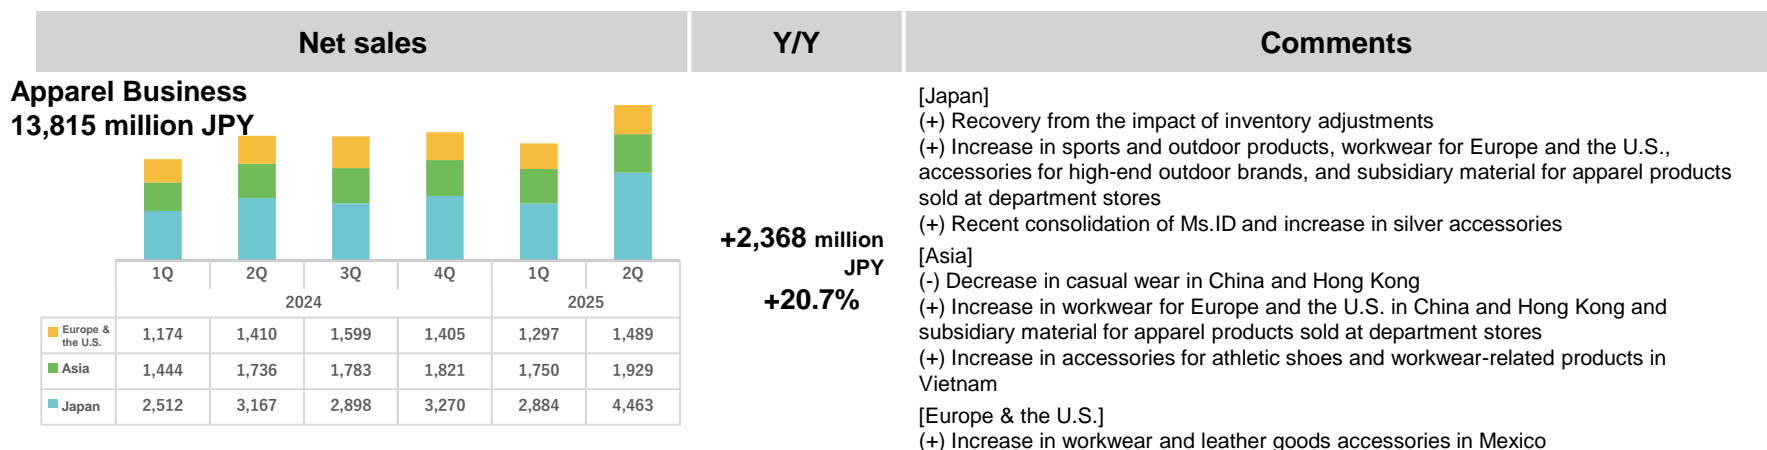 Net sales
Y/Y
Comments
Apparel Business
13,815 million JPY
1Q 2Q 3Q 4Q 1Q 2Q
2024 2025
Europe &
the U.S.
1,174 1,410 1,599 1,405 1,297 1,489
Asia 1,444 1,736 1,783 1,821 1,750 1,929
Japan 2,512 3,167 2,898 3,270 2,884 4,463
+2,368 million
JPY
+20.7%
[Japan]
(+) Recovery from the impact of inventory adjustments
(+) Increase in sports and outdoor products, workwear for Europe and the U.S.,
accessories for high-end outdoor brands, and subsidiary material for apparel products
sold at department stores
(+) Recent consolidation of Ms.ID and increase in silver accessories
[Asia]
(-) Decrease in casual wear in China and Hong Kong
(+) Increase in workwear for Europe and the U.S. in China and Hong Kong and
subsidiary material for apparel products sold at department stores
(+) Increase in accessories for athletic shoes and workwear-related products in
Vietnam
[Europe & the U.S.]
(+) Increase in workwear and leather goods accessories in Mexico